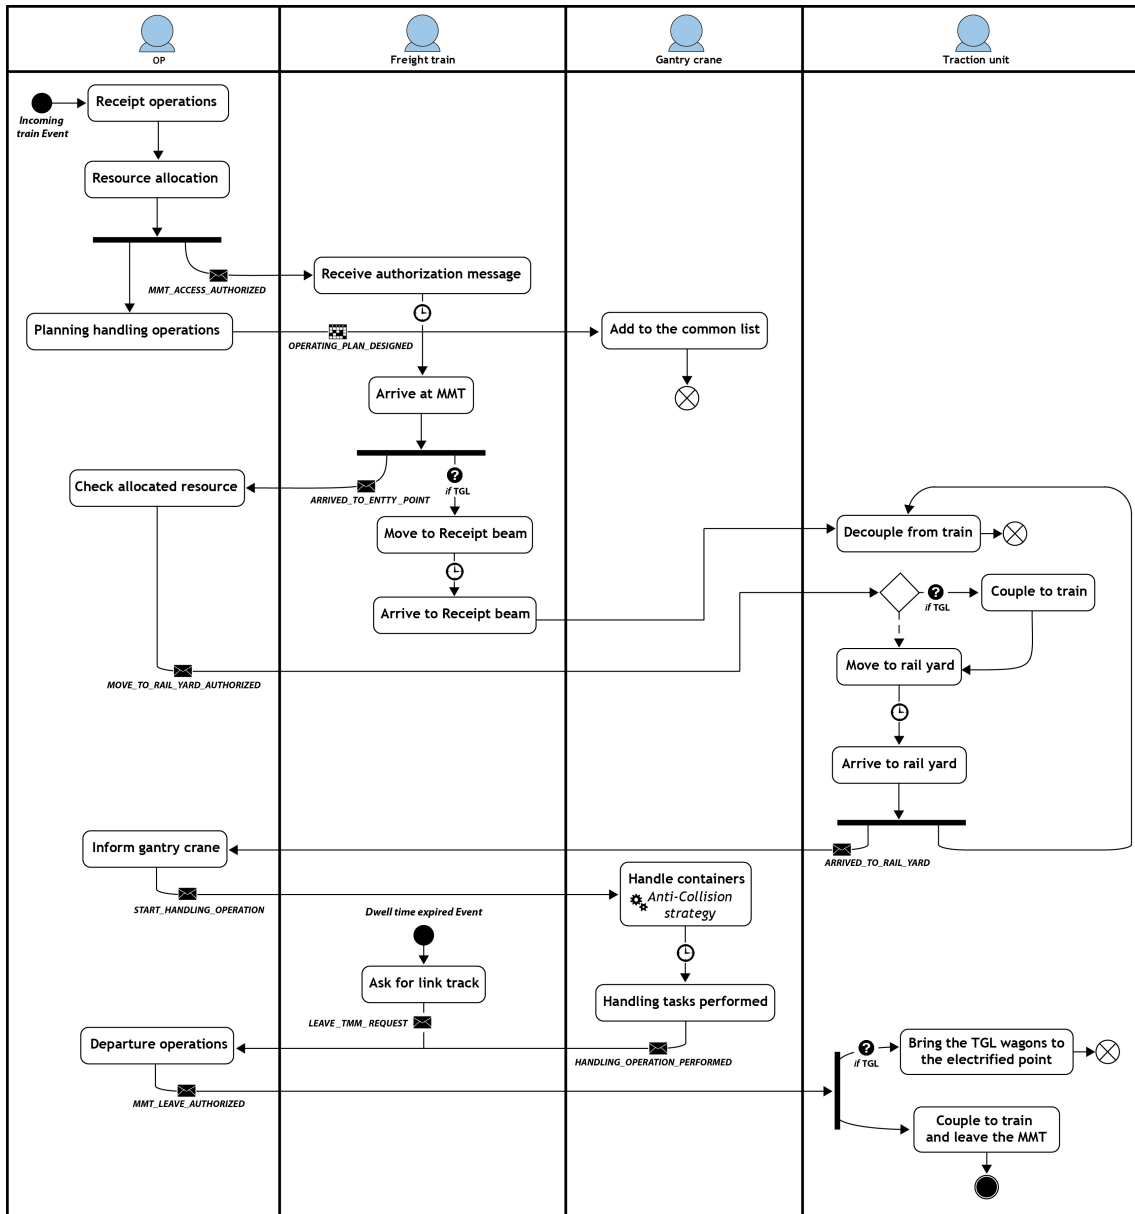 OP
Freight train
Gantry crane
Traction unit
Receipt operations
Incoming
train Event
Resource allocation
Receive authorization message
MMT_ACCESS_AUTHORIZED
Planning handling operations
Add to the common list
OPERATING_PLAN_DESIGNED
Arrive at MMT
Check allocated resource
ARRIVED_TO_ENTTY_POINT
if TGL
Move to Receipt beam
Decouple from train
Arrive to Receipt beam
Couple to train
if TGL
Move to rail yard
MOVE_TO_RAIL_YARD_AUTHORIZED
Arrive to rail yard
Inform gantry crane
ARRIVED_TO_RAIL_YARD
Handle containers
Anti-Collision
strategy
START_HANDLING_OPERATION
Dwell time expired Event
Ask for link track
Handling tasks performed
LEAVE_TMM_REQUEST
Departure operations
HANDLING_OPERATION_PERFORMED
if TGL
Bring the TGL wagons to
the electrified point
MMT_LEAVE_AUTHORIZED
Couple to train
and leave the MMT